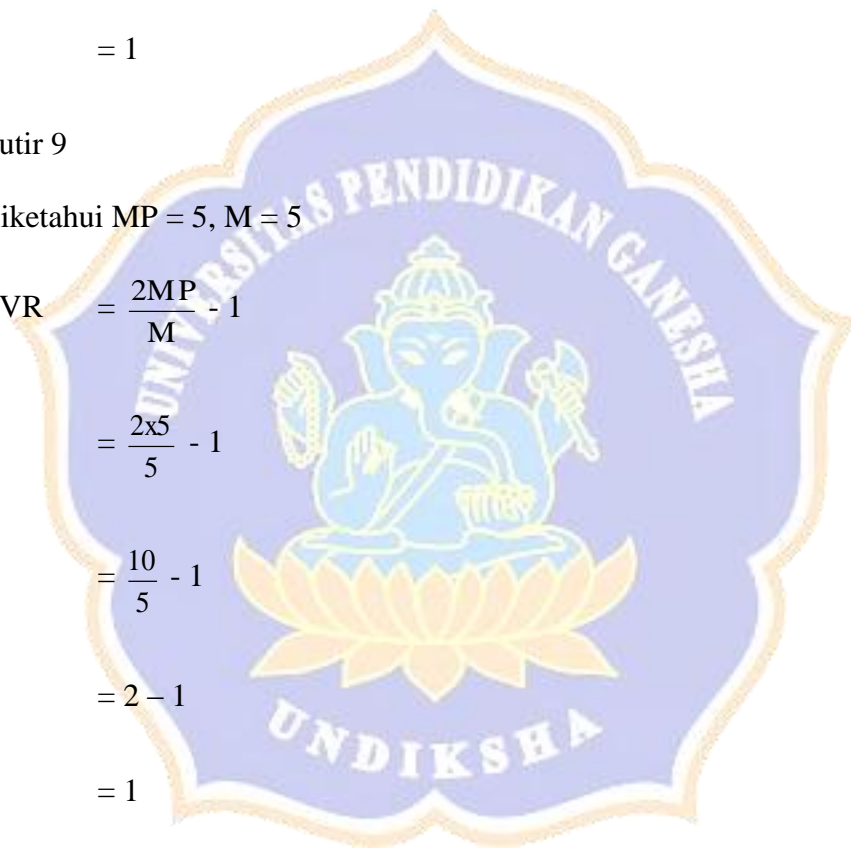 = 1
utir 9
iketahui MP = 5, M = 5
VR = 2MP/M - 1
= 2x5/5 - 1
= 10/5 - 1
= 2 – 1
= 1
UNIVERSITAS PENDIDIKAN GANESHA
UNDIKSHA